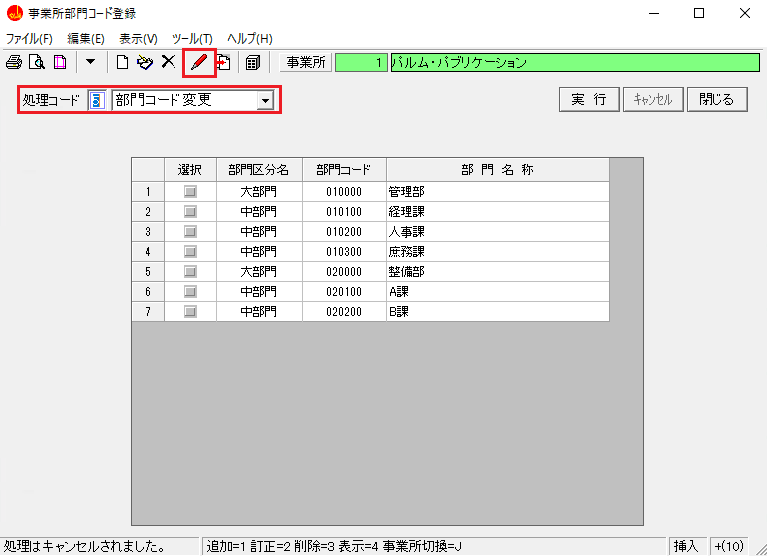 事業所部門コード登録
ファイル(F) 編集(E) 表示(V) ツール(T) ヘルプ(H)
事業所 1 パルム・パブリケーション
処理コード 5 部門コード変更 実 行 キャンセル 閉じる
選択 部門区分名 部門コード 部 門 名 称
1 大部門 010000 管理部
2 中部門 010100 経理課
3 中部門 010200 人事課
4 中部門 010300 庶務課
5 大部門 020000 整備部
6 中部門 020100 A課
7 中部門 020200 B課
処理はキャンセルされました。 追加=1 訂正=2 削除=3 表示=4 事業所切換=J 挿入 +(10)